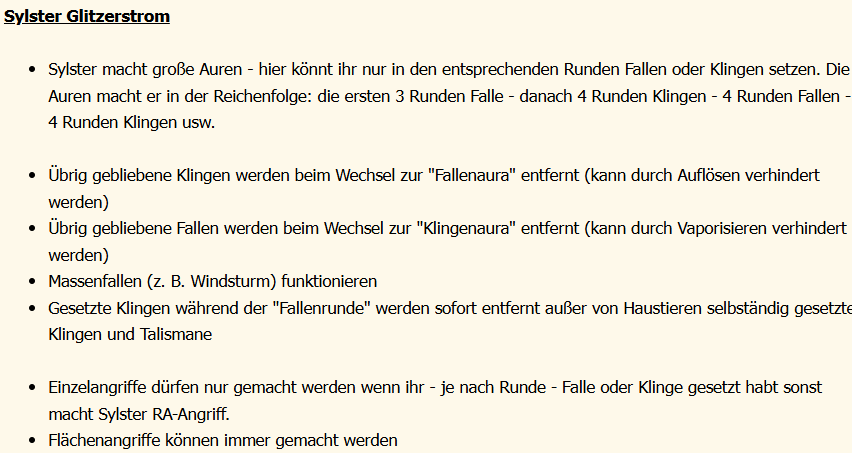 Sylster Glitzerstrom
Sylster macht große Auren - hier könnt ihr nur in den entsprechenden Runden Fallen oder Klingen setzen. Die
Auren macht er in der Reichenfolge: die ersten 3 Runden Falle - danach 4 Runden Klingen - 4 Runden Fallen -
4 Runden Klingen usw.
Übrig gebliebene Klingen werden beim Wechsel zur "Fallenaura" entfernt (kann durch Auflösen verhindert
werden)
Übrig gebliebene Fallen werden beim Wechsel zur "Klingenaura" entfernt (kann durch Vaporisieren verhindert
werden)
Massenfallen (z. B. Windsturm) funktionieren
Gesetzte Klingen während der "Fallenrunde" werden sofort entfernt außer von Haustieren selbständig gesetzte
Klingen und Talismane
Einzelangriffe dürfen nur gemacht werden wenn ihr - je nach Runde - Falle oder Klinge gesetzt habt sonst
macht Sylster RA-Angriff.
Flächenangriffe können immer gemacht werden